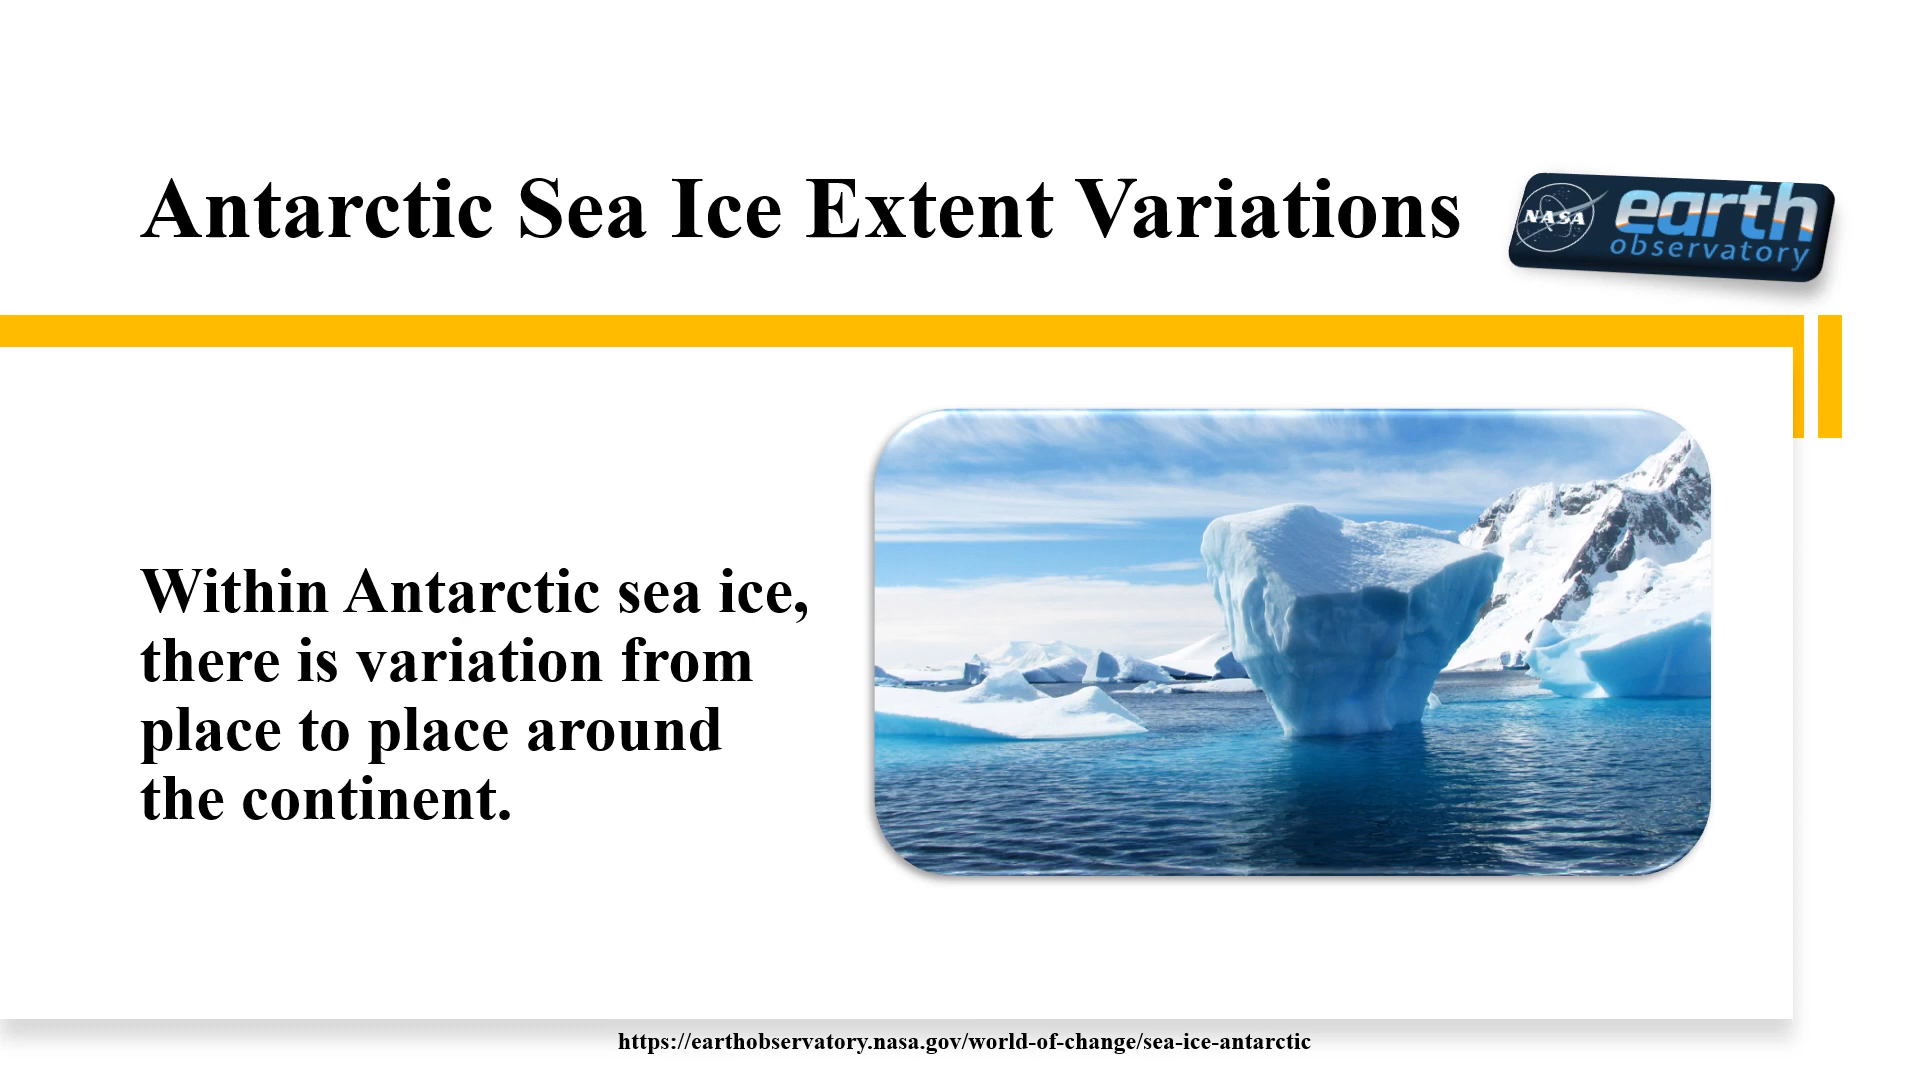 Antarctic Sea Ice Extent Variations
NASA
earth
observatory
Within Antarctic sea ice,
there is variation from
place to place around
the continent.
https://earthobservatory.nasa.gov/world-of-change/sea-ice-antarctic